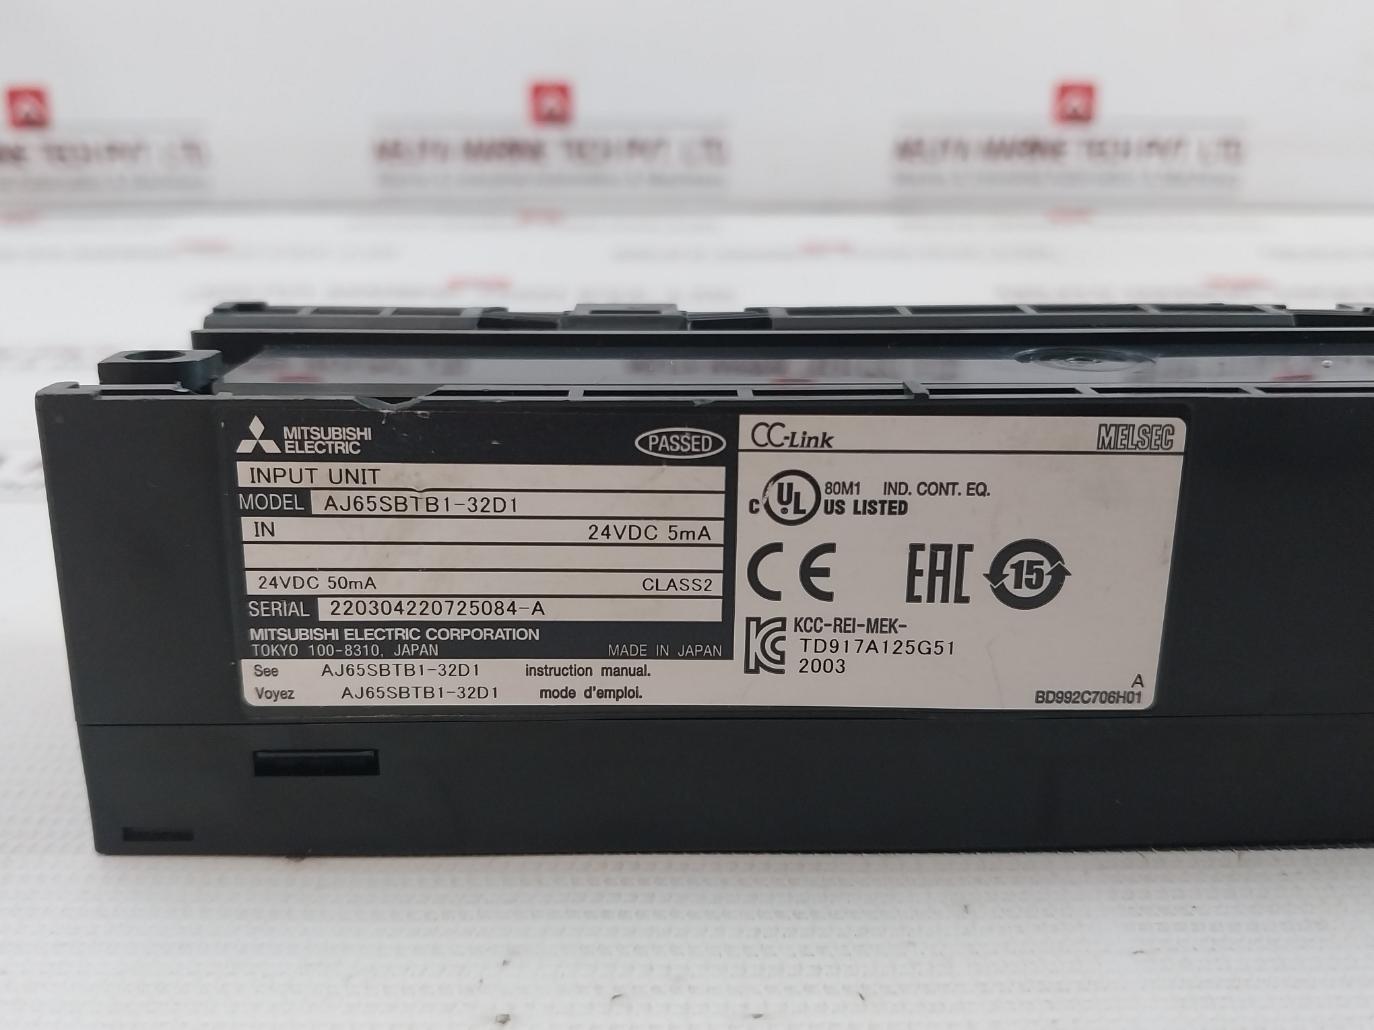 MITSUBISHI
ELECTRIC
PASSED
INPUT UNIT
MODEL AJ65SBTB1-32D1
IN 24VDC 5mA
24VDC 50mA CLASS2
SERIAL 220304220725084-A
MITSUBISHI ELECTRIC CORPORATION
TOKYO 100-8310, JAPAN MADE IN JAPAN
See AJ65SBTB1-32D1 instruction manual.
Voyez AJ65SBTB1-32D1 mode d'emploi.
CC-Link MELSEC
C UL US LISTED 80M1 IND. CONT. EQ.
CE EAC 15
KCC-REI-MEK-
TD917A125G51
2003
A
BD992C706H01